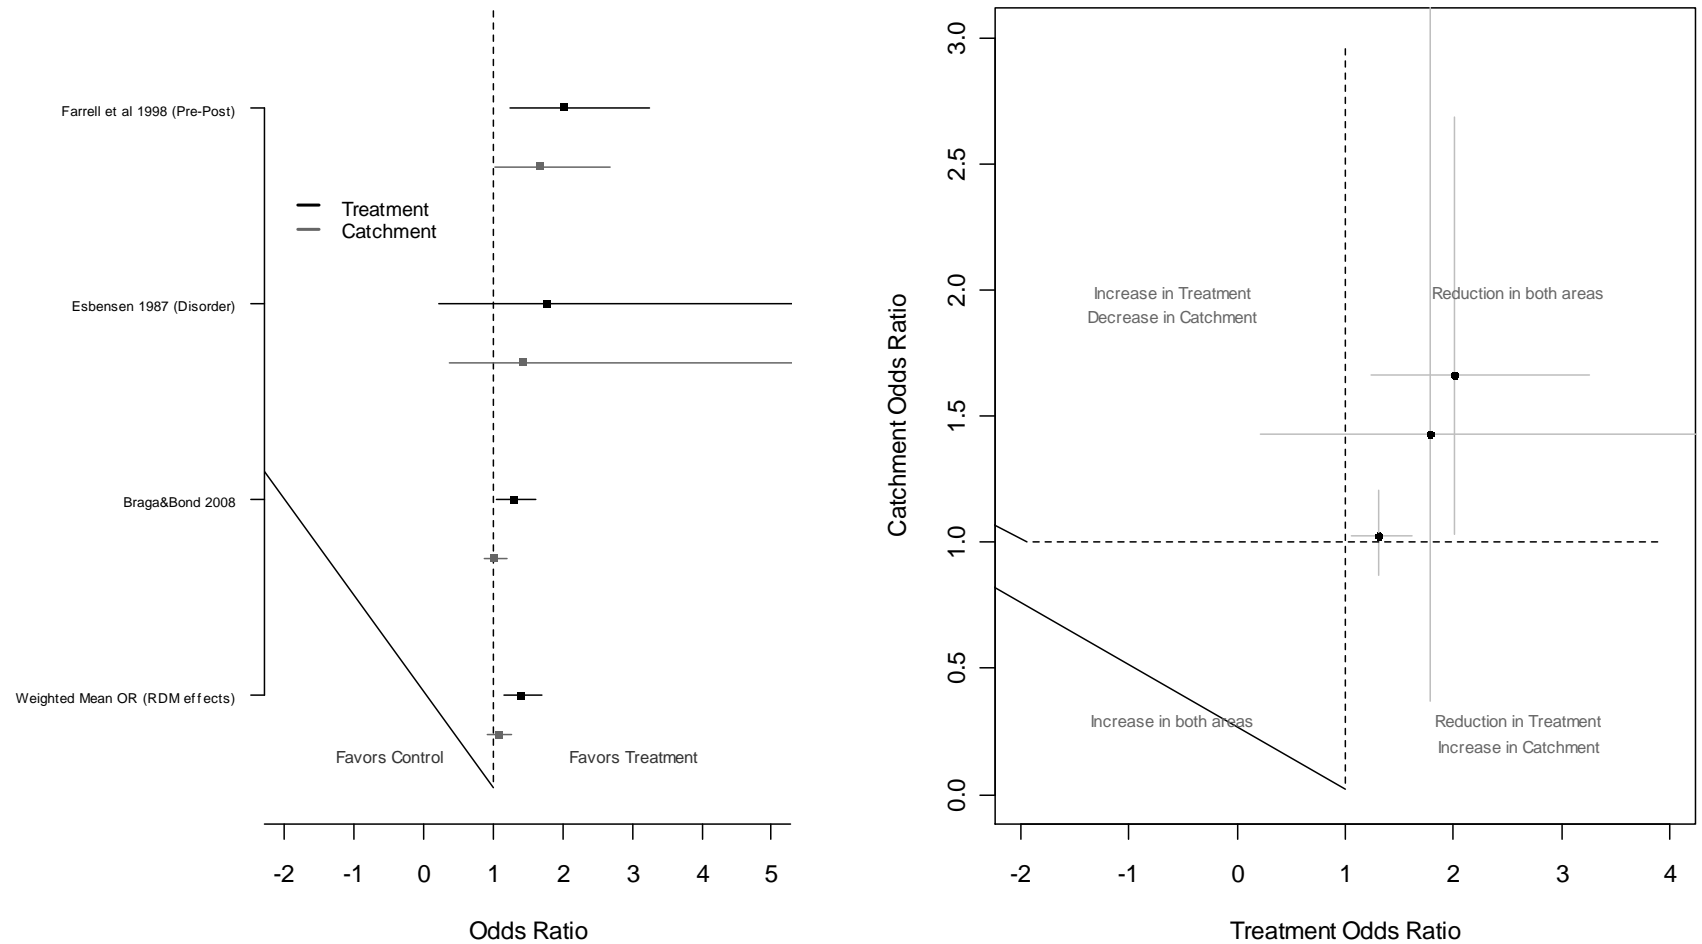 Farrell et al 1998 (Pre-Post)
Treatment
Catchment
Esbensen 1987 (Disorder)
Braga&Bond 2008
Weighted Mean OR (RDM effects)
Favors Control
Favors Treatment
-2 -1 0 1 2 3 4 5
Odds Ratio
3.0
2.5
2.0
1.5
1.0
0.5
0.0
Catchment Odds Ratio
Increase in Treatment
Decrease in Catchment
Reduction in both areas
Increase in both areas
Reduction in Treatment
Increase in Catchment
-2 -1 0 1 2 3 4
Treatment Odds Ratio